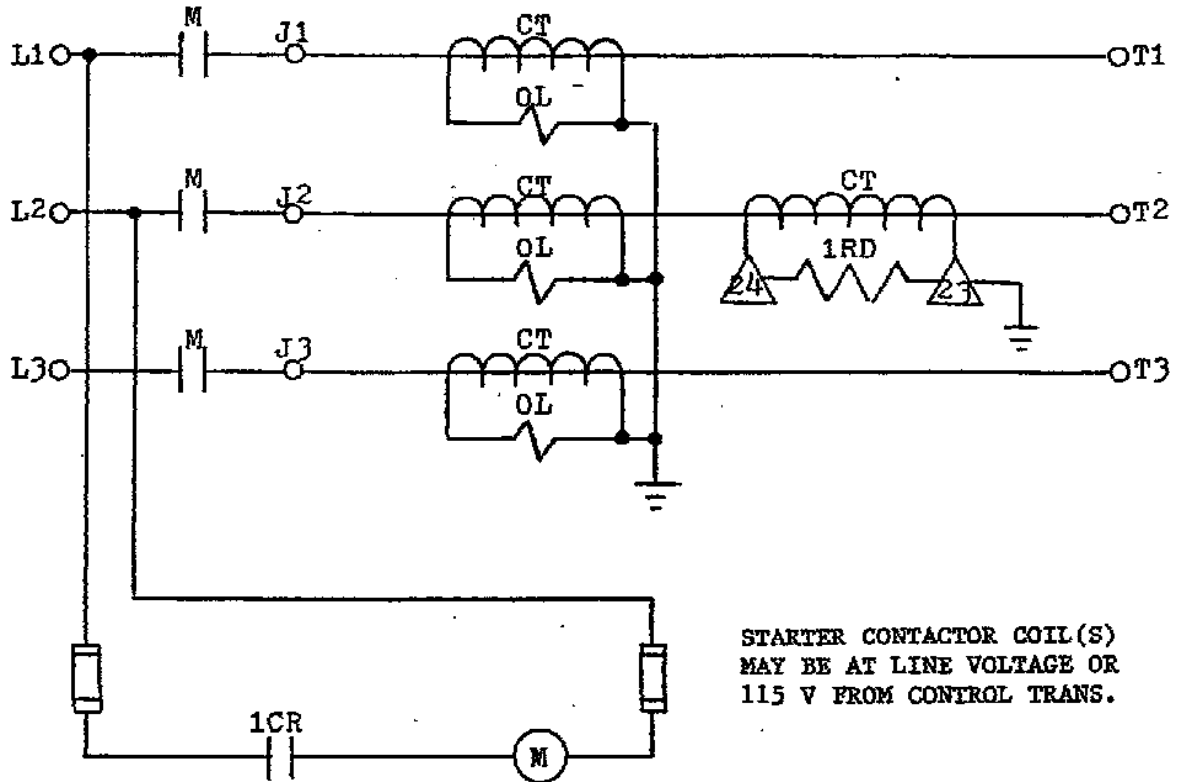 M
J1
CT
L1
T1
OL
M
J2
CT
CT
L2
T2
OL
1RD
24
23
M
J3
CT
L3
T3
OL
STARTER CONTACTOR COIL(S)
MAY BE AT LINE VOLTAGE OR
115 V FROM CONTROL TRANS.
1CR
M